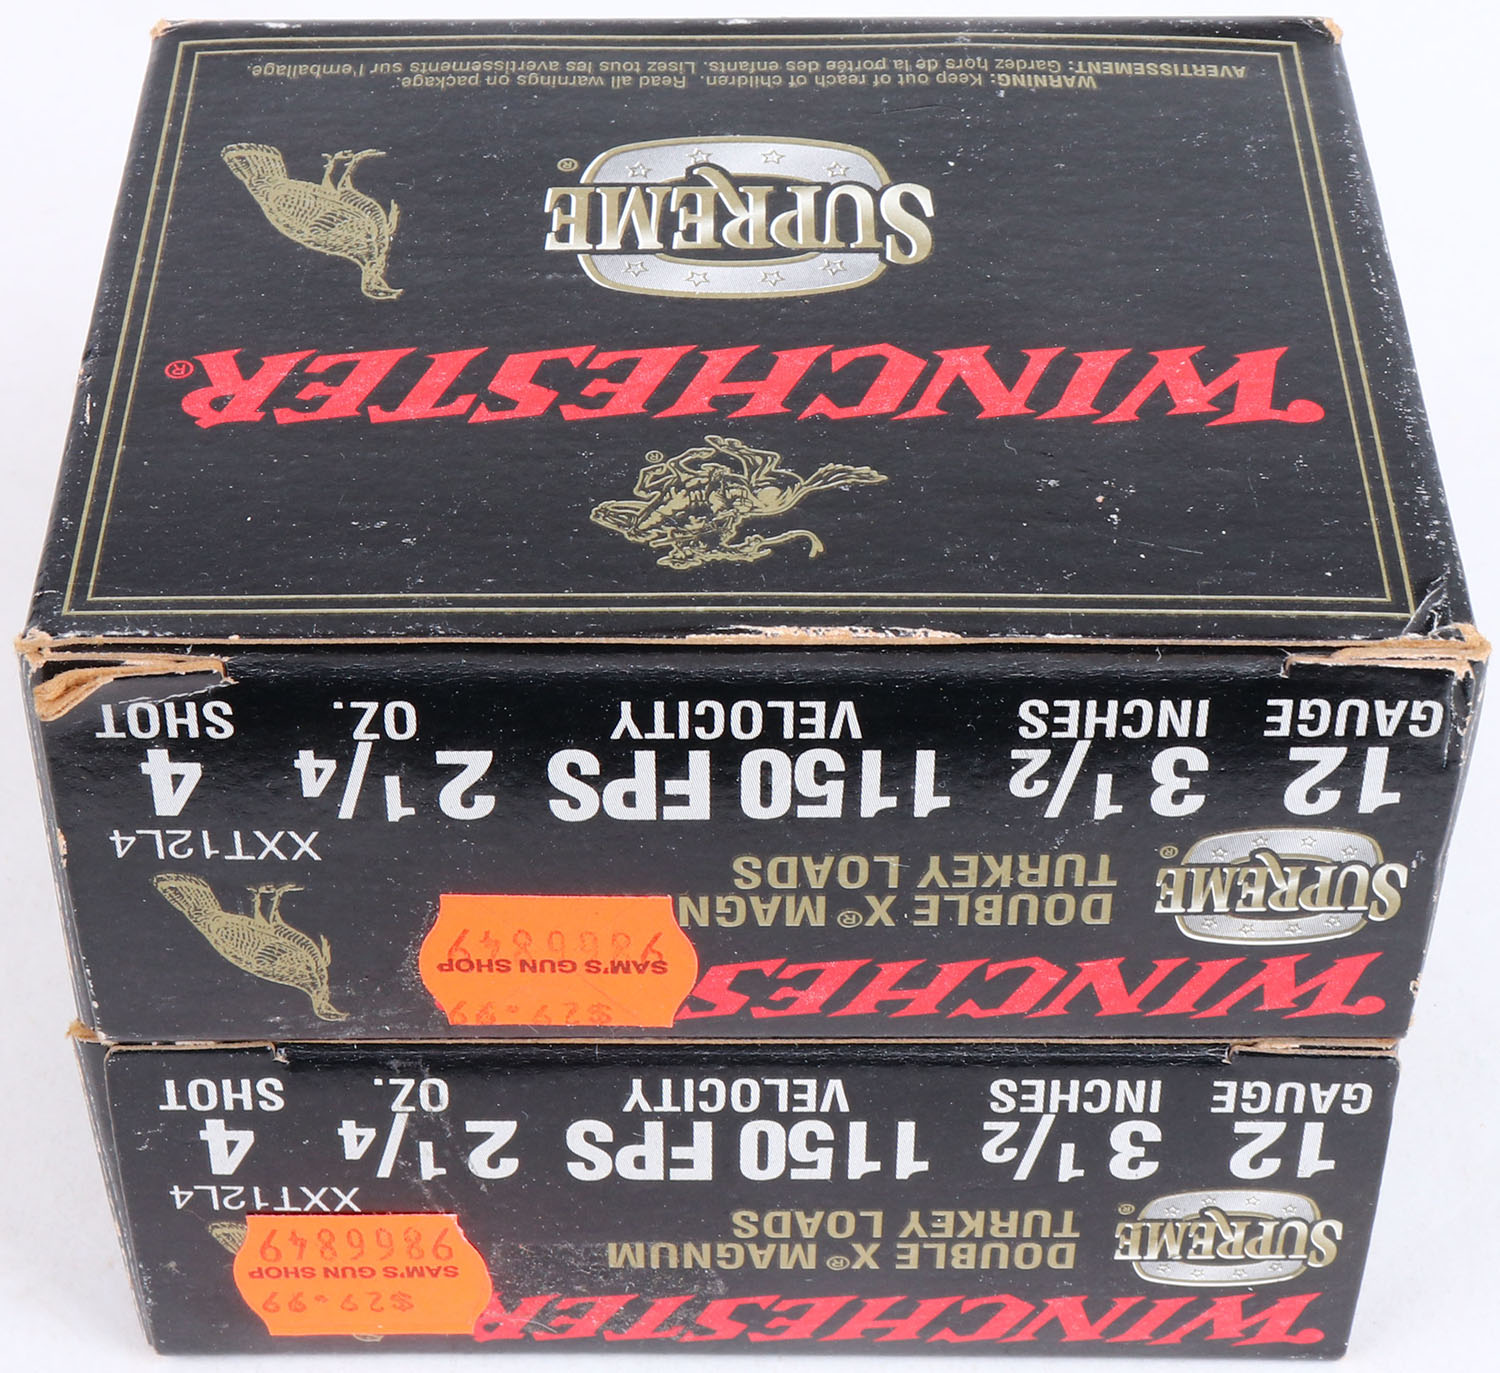 WINCHESTER
$29.99
SAM'S GUN SHOP
9866849
SUPREME®
DOUBLE X® MAGNUM
TURKEY LOADS
XXT12L4
12 3 1/2 1150 FPS 2 1/4 4
GAUGE INCHES VELOCITY OZ. SHOT
WINCHES
$29.99
SAM'S GUN SHOP
9866849
SUPREME®
DOUBLE X® MAGN
TURKEY LOADS
XXT12L4
12 3 1/2 1150 FPS 2 1/4 4
GAUGE INCHES VELOCITY OZ. SHOT
®
WINCHESTER®
SUPREME®
WARNING: Keep out of reach of children. Read all warnings on package.
AVERTISSEMENT: Gardez hors de la portée des enfants. Lisez tous les avertissements sur l'emballage.